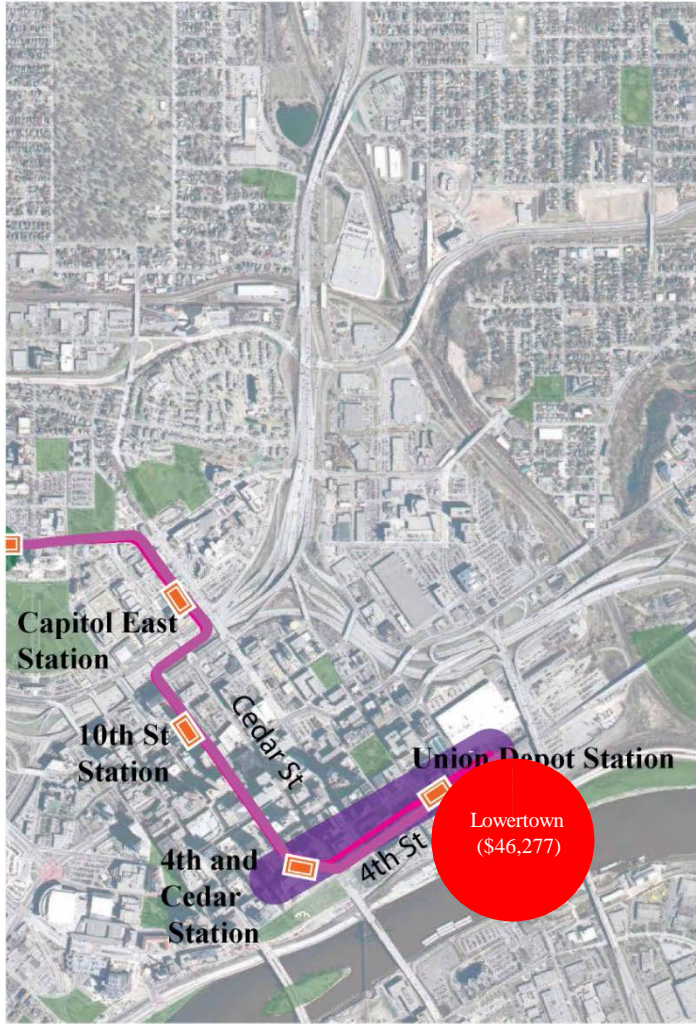 Capitol East
Station
Cedar St
10th St
Station
Union Depot Station
Lowertown
($46,277)
4th St
4th and
Cedar
Station